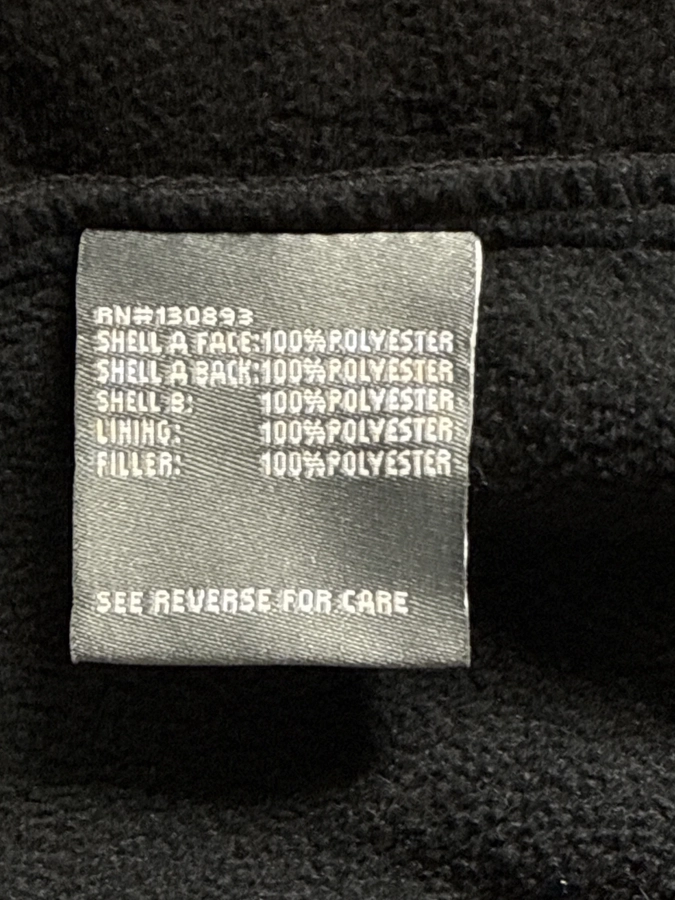 RN#130893
SHELL A FACE:100%POLYESTER
SHELL A BACK:100%POLYESTER
SHELL B: 100%POLYESTER
LINING: 100%POLYESTER
FILLER: 100%POLYESTER
SEE REVERSE FOR CARE